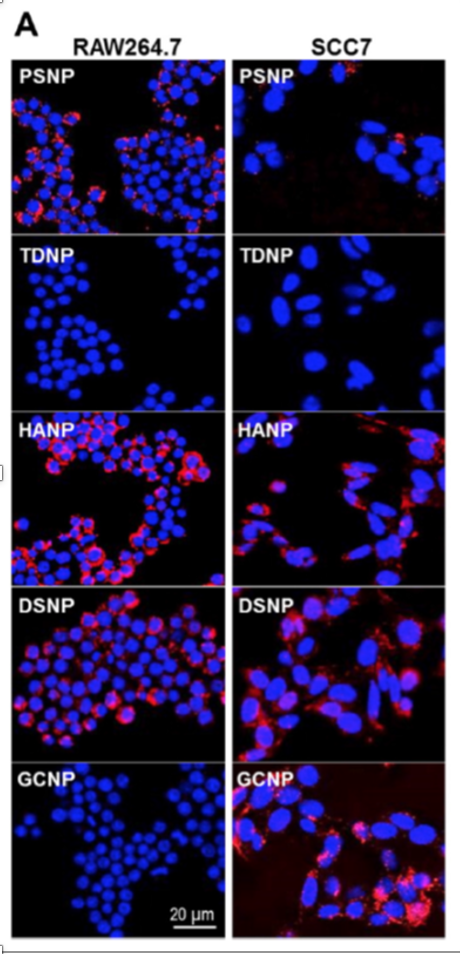 A
RAW264.7 SCC7
PSNP PSNP
TDNP TDNP
HANP HANP
DSNP DSNP
GCNP GCNP
20 μm